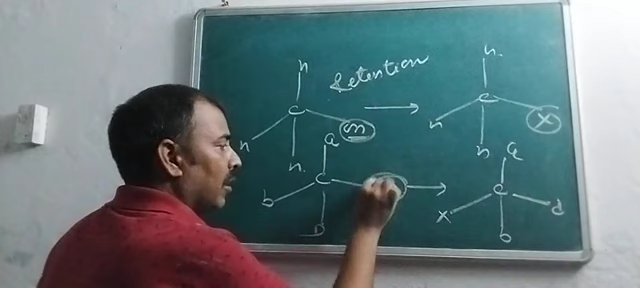 Retention
h h
C C
h m h X
h h
a a
C C
b X d
D b